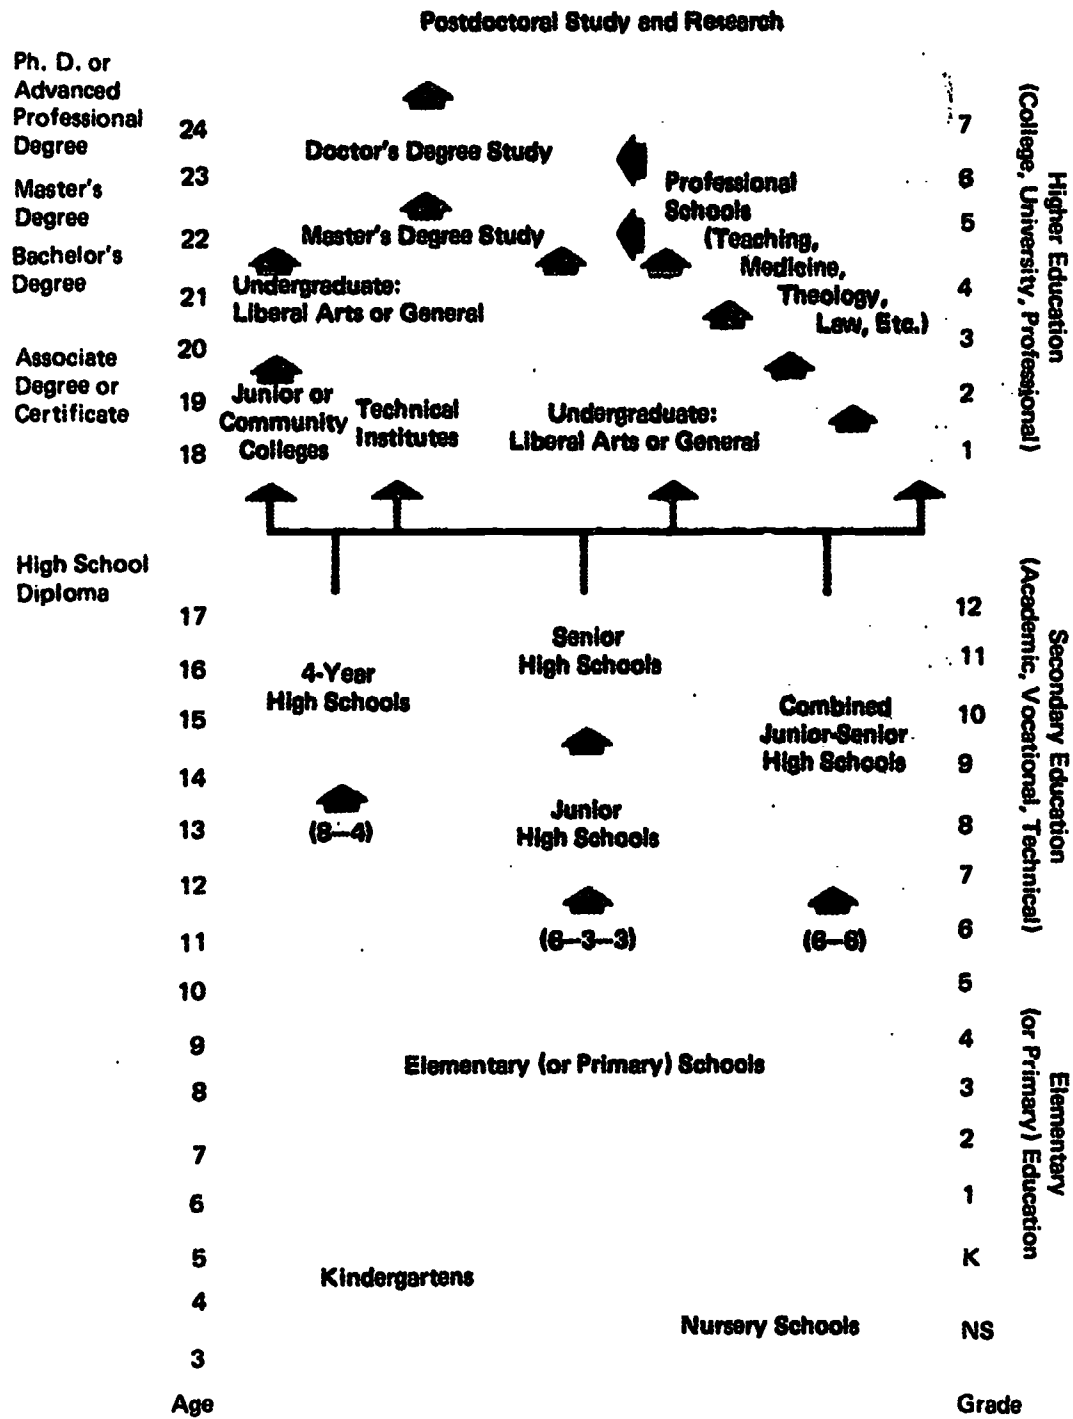 Postdoctoral Study and Research
Ph. D. or
Advanced
Professional
Degree
24
7
Doctor's Degree Study
23
6
Professional
Schools
(Teaching,
Medicine,
Theology,
Law, Etc.)
Master's
Degree
22
5
Master's Degree Study
Bachelor's
Degree
21
4
Undergraduate:
Liberal Arts or General
20
3
Associate
Degree or
Certificate
19
2
Junior or
Community
Colleges
Technical
Institutes
Undergraduate:
Liberal Arts or General
18
1
Higher Education
(College, University, Professional)
High School
Diploma
17
12
Senior
High Schools
16
11
4-Year
High Schools
15
10
Combined
Junior-Senior
High Schools
14
9
13
8
(8—4)
Junior
High Schools
12
7
11
6
(6—3—3)
(6—6)
Secondary Education
(Academic, Vocational, Technical)
10
5
9
4
Elementary (or Primary) Schools
8
3
7
2
6
1
Elementary
(or Primary) Education
5
K
Kindergartens
4
Nursery Schools
NS
3
Age
Grade